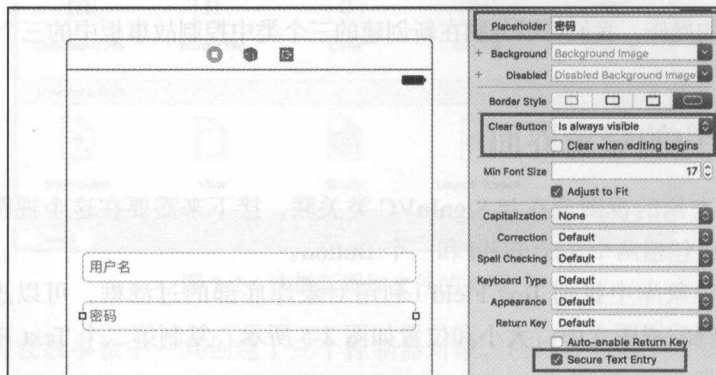 用户名
密码
Placeholder 密码
Background Background Image
Disabled Disabled Background Image
Border Style
Clear Button Is always visible
Clear when editing begins
Min Font Size 17
Adjust to Fit
Capitalization None
Correction Default
Spell Checking Default
Keyboard Type Default
Appearance Default
Return Key Default
Auto-enable Return Key
Secure Text Entry